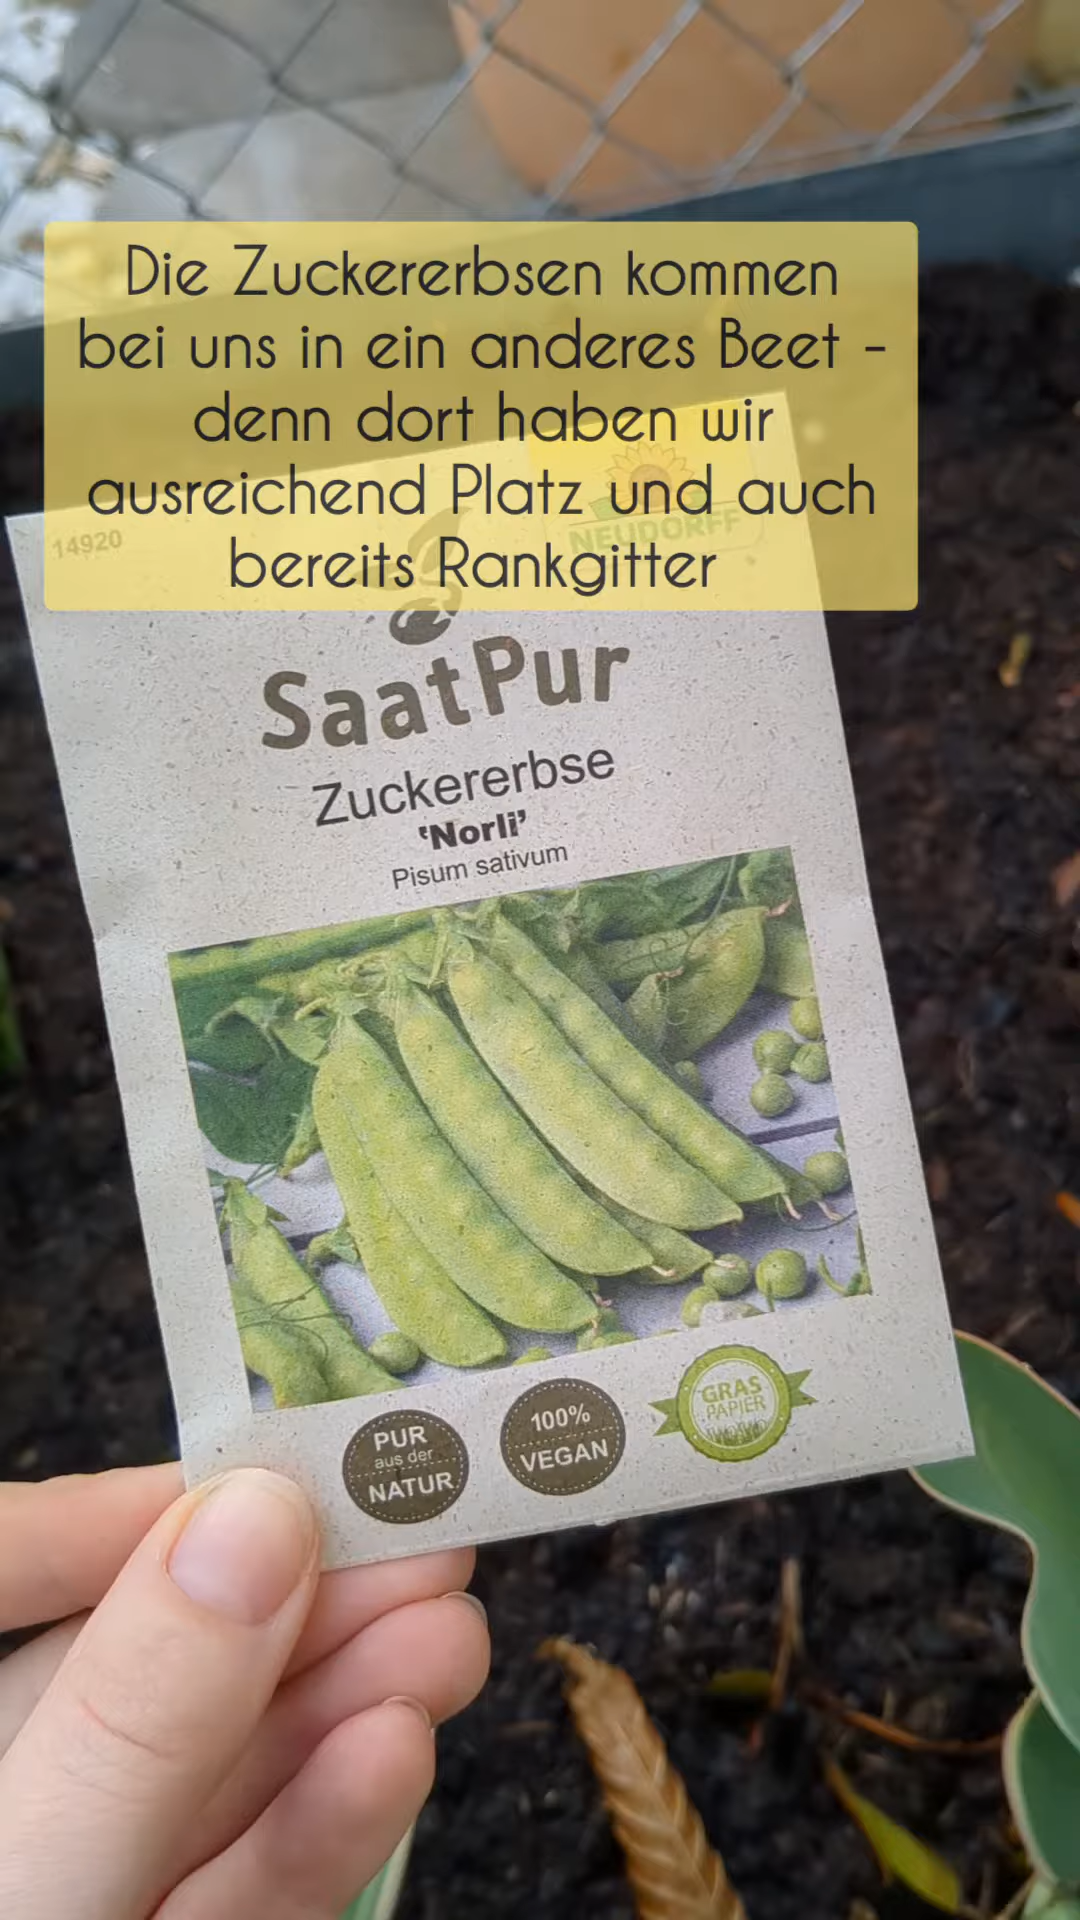 Die Zuckererbsen kommen
bei uns in ein anderes Beet -
denn dort haben wir
ausreichend Platz und auch
bereits Rankgitter
14920
NEUDORFF
SaatPur
Zuckererbse
'Norli'
Pisum sativum
PUR
aus der
NATUR
100%
VEGAN
GRAS
PAPIER